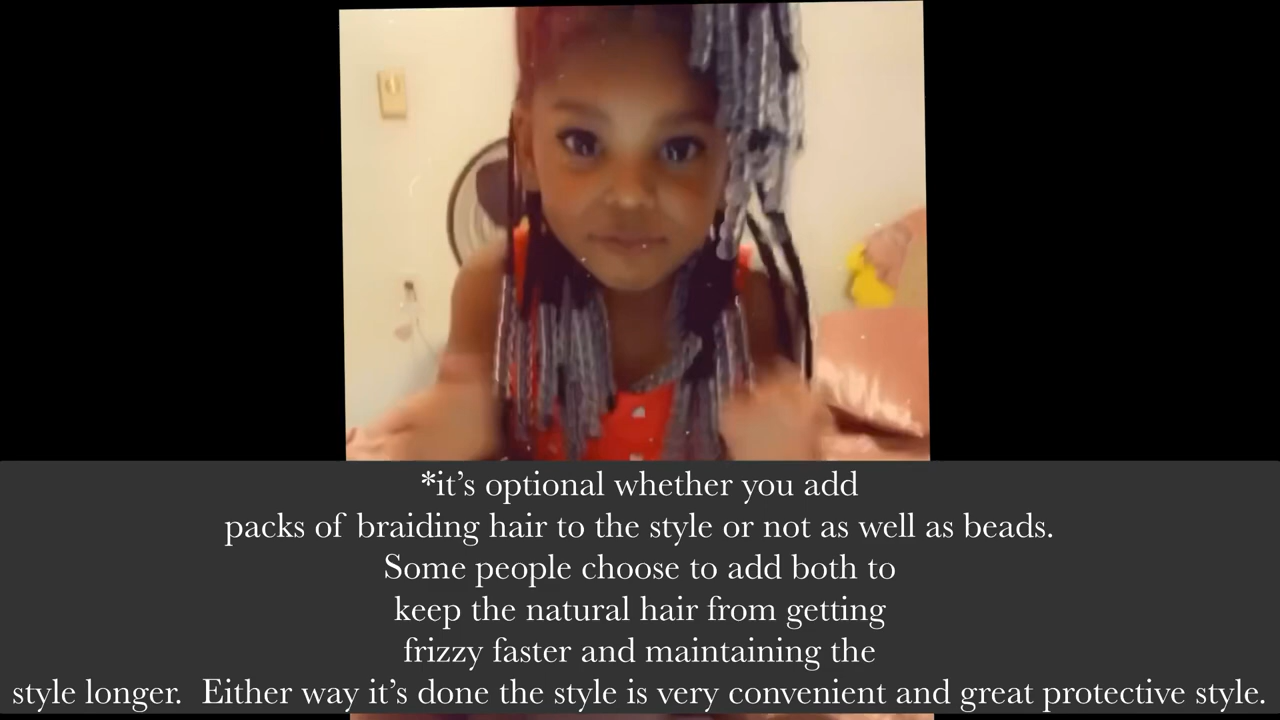 *it’s optional whether you add
packs of braiding hair to the style or not as well as beads.
Some people choose to add both to
keep the natural hair from getting
frizzy faster and maintaining the
style longer.  Either way it’s done the style is very convenient and great protective style.